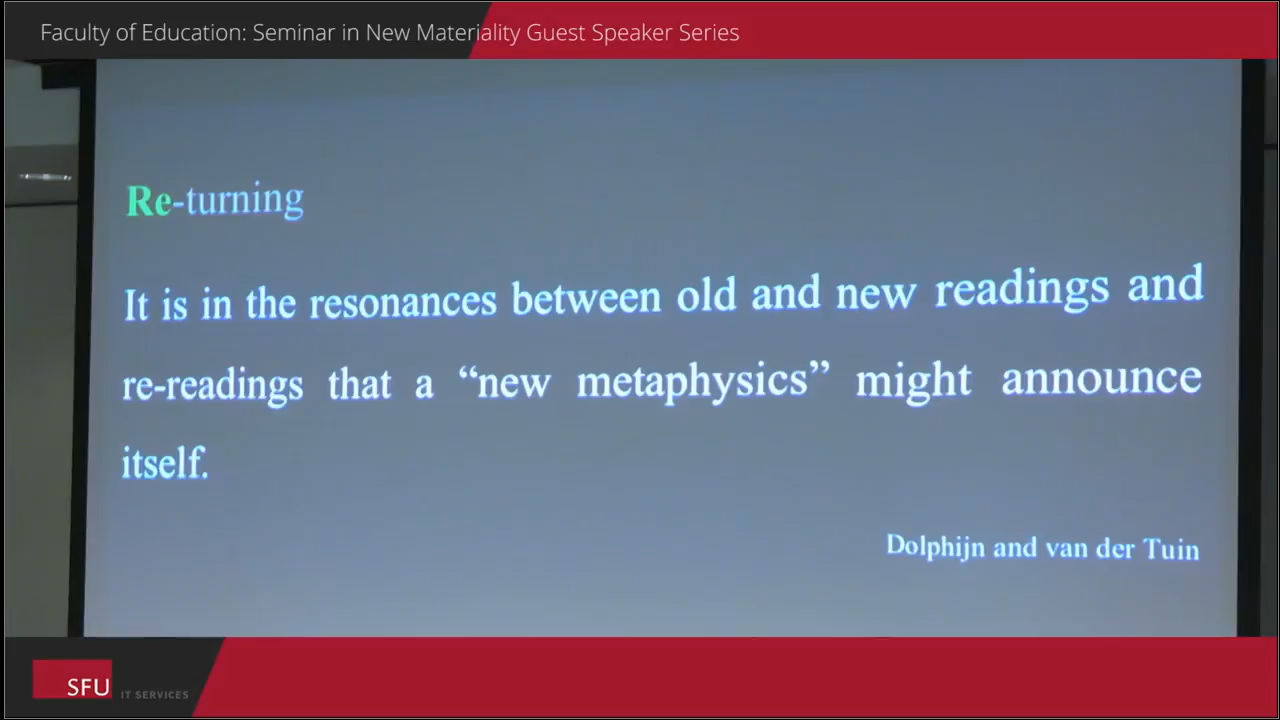 Faculty of Education: Seminar in New Materiality Guest Speaker Series
Re-turning
It is in the resonances between old and new readings and
re-readings that a “new metaphysics” might announce
itself.
Dolphijn and van der Tuin
SFU IT SERVICES